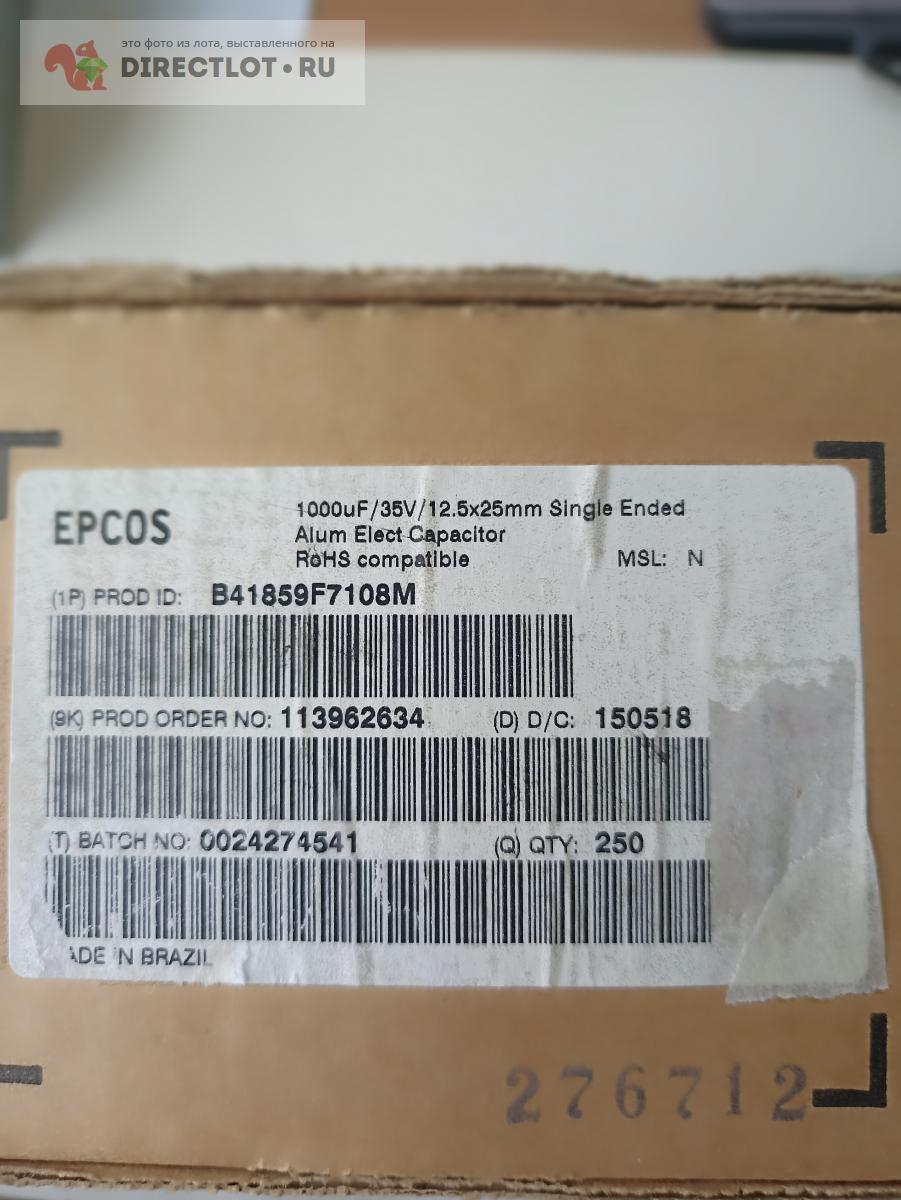 это фото из лота, выставленного на
DIRECTLOT•RU
EPCOS
1000uF/35V/12.5x25mm Single Ended
Alum Elect Capacitor
RoHS compatible MSL: N
(1P) PROD ID: B41859F7108M
(9K) PROD ORDER NO: 113962634 (D) D/C: 150518
(T) BATCH NO: 0024274541 (Q) QTY: 250
ADE IN BRAZIL
276712